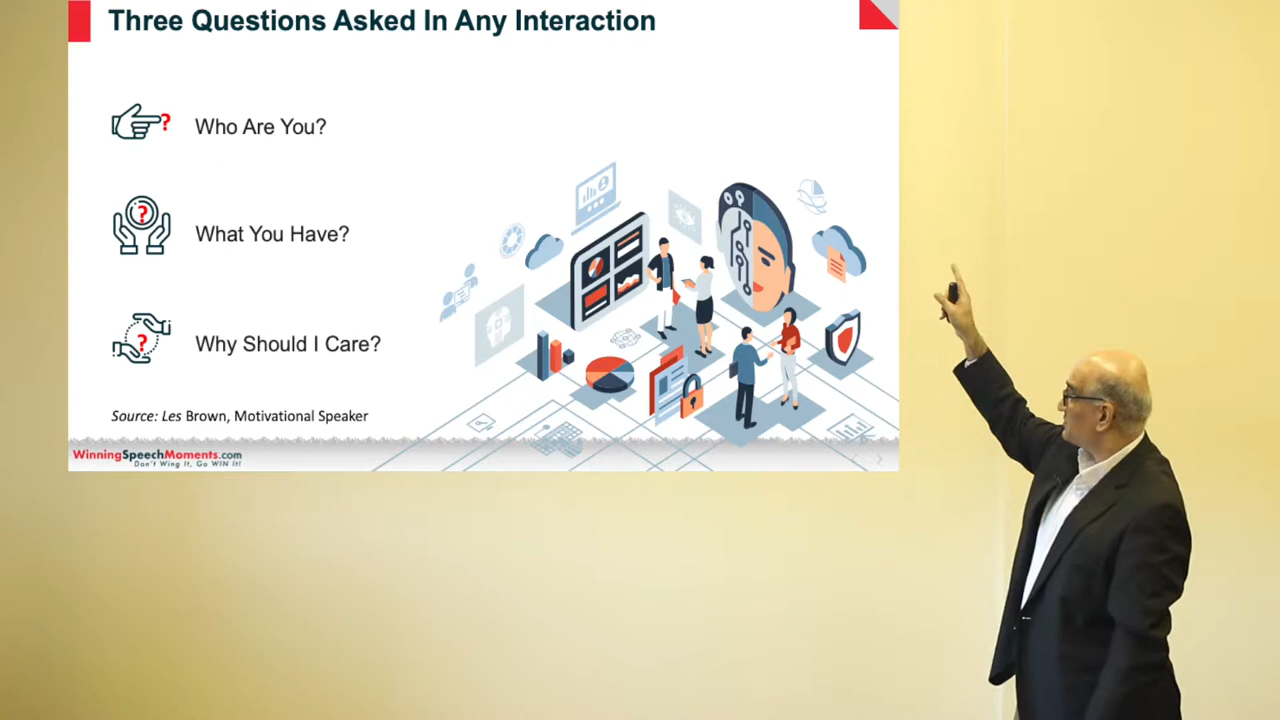 Three Questions Asked In Any Interaction
?
Who Are You?
?
What You Have?
?
Why Should I Care?
Source: Les Brown, Motivational Speaker
WinningSpeechMoments.com
Don't Wing It, Go WIN It!